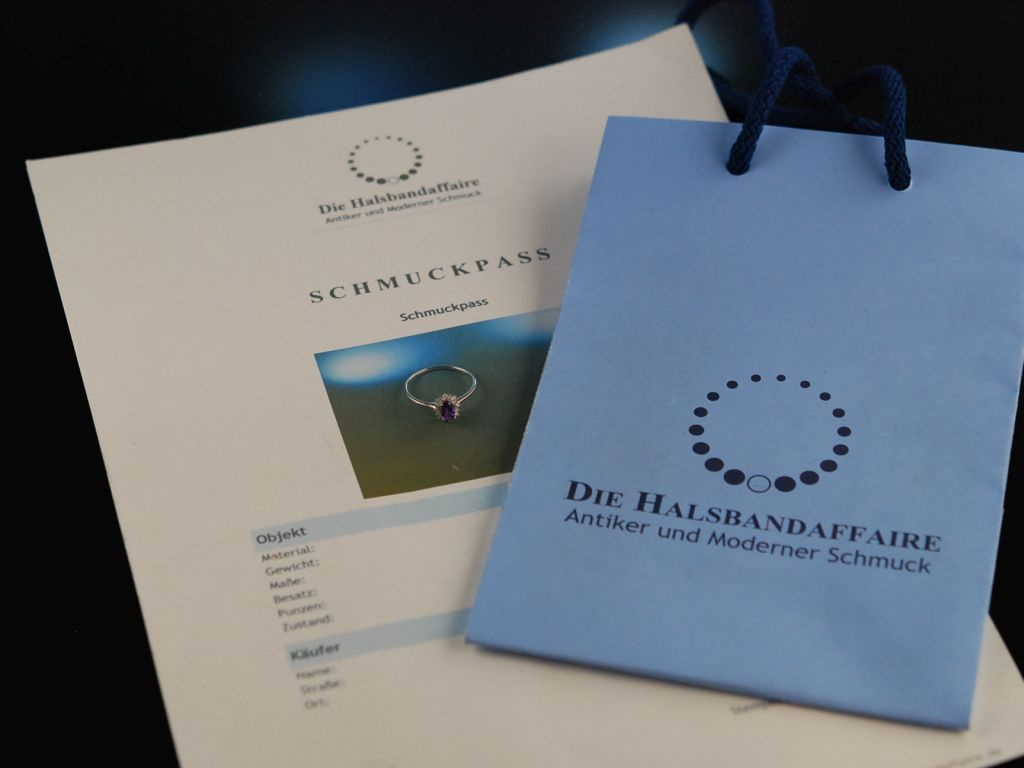 Die Halsbandaffaire
Antiker und Moderner Schmuck
SCHMUCKPASS
Schmuckpass
Objekt
Material:
Gewicht:
Maße:
Besatz:
Punzen:
Zustand:
Käufer
Name:
Straße:
Ort:
DIE HALSBANDAFFAIRE
Antiker und Moderner Schmuck